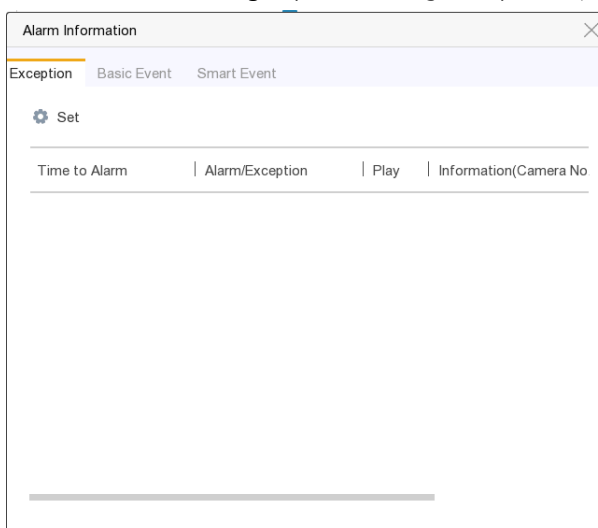 Alarm Information
Exception Basic Event Smart Event
Set
Time to Alarm Alarm/Exception Play Information(Camera No.